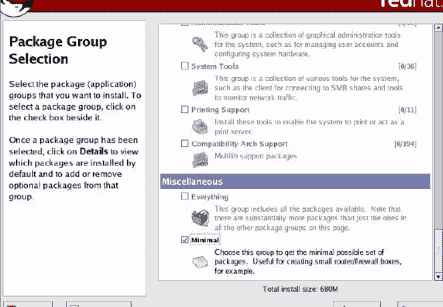 redhat.
Package Group
Selection
Select the package (application)
groups that you want to install. To
select a package group, click on
the check box beside it.
Once a package group has been
selected, click on Details to view
which packages are installed by
default and to add or remove
optional packages from that
group.
This group is a collection of graphical administration tools
for the system, such as for managing user accounts and
configuring system hardware.
System Tools [0/36]
This group is a collection of various tools for the system,
such as the client for connecting to SMB shares and tools
to monitor network traffic.
Printing Support [0/11]
Install these tools to enable the system to print or act as a
print server.
Compatibility Arch Support [0/194]
Multilib support packages
Miscellaneous
Everything
This group includes all the packages available. Note that
there are substantially more packages than just the ones in
all the other package groups on this page.
Minimal
Choose this group to get the minimal possible set of
packages. Useful for creating small router/firewall boxes,
for example.
Total install size: 680M